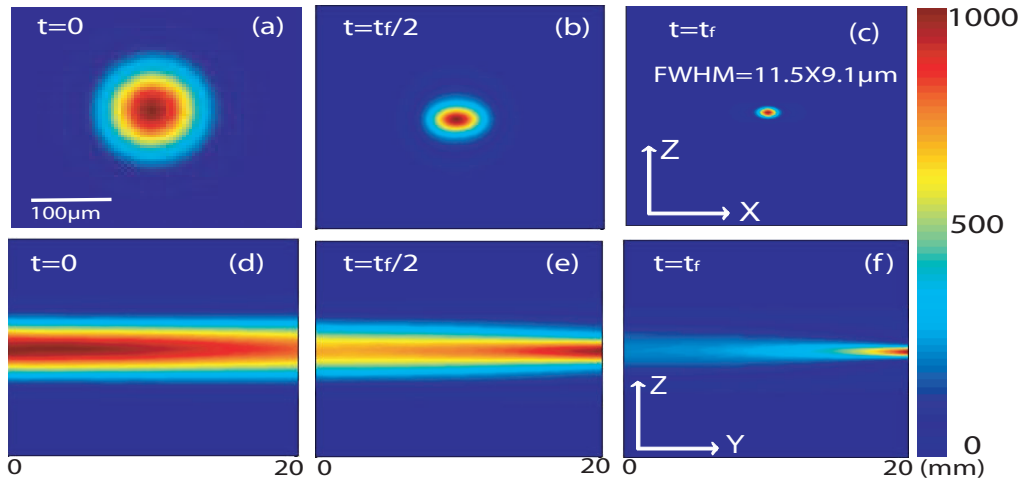 t=0 (a)
t=tf/2 (b)
t=tf (c)
1000
FWHM=11.5X9.1μm
Z
X
100μm
500
t=0 (d)
t=tf/2 (e)
t=tf (f)
Z
Y
0
0 20
0 20
0 20 (mm)